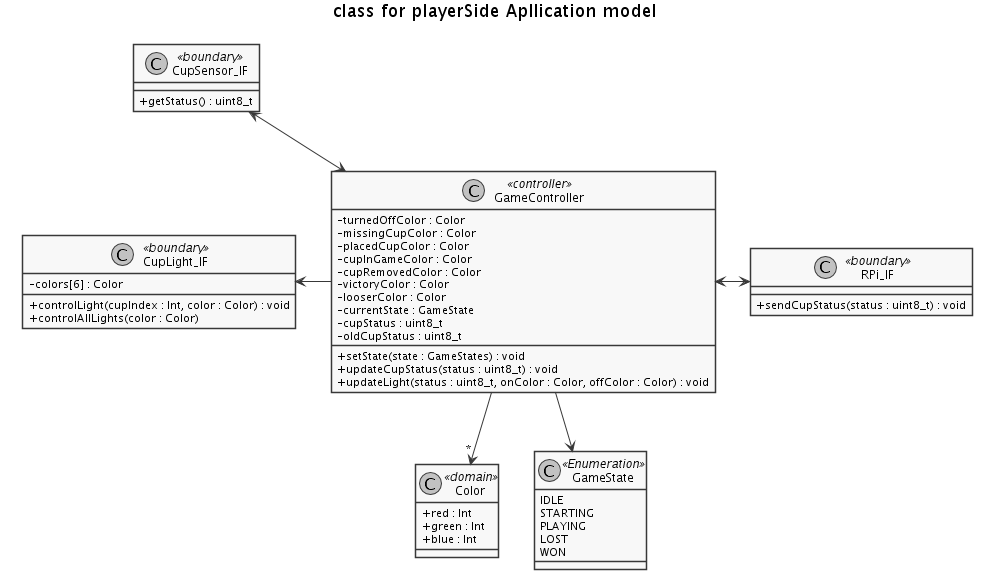 class for playerSide Apllication model
C «boundary»
CupSensor_IF
+getStatus() : uint8_t
C «controller»
GameController
-turnedOffColor : Color
-missingCupColor : Color
-placedCupColor : Color
-cupInGameColor : Color
-cupRemovedColor : Color
-victoryColor : Color
-looserColor : Color
-currentState : GameState
-cupStatus : uint8_t
-oldCupStatus : uint8_t
+setState(state : GameStates) : void
+updateCupStatus(status : uint8_t) : void
+updateLight(status : uint8_t, onColor : Color, offColor : Color) : void
C «boundary»
CupLight_IF
-colors[6] : Color
+controlLight(cupIndex : Int, color : Color) : void
+controlAllLights(color : Color)
C «boundary»
RPi_IF
+sendCupStatus(status : uint8_t) : void
*
C «domain»
Color
+red : Int
+green : Int
+blue : Int
C «Enumeration»
GameState
IDLE
STARTING
PLAYING
LOST
WON